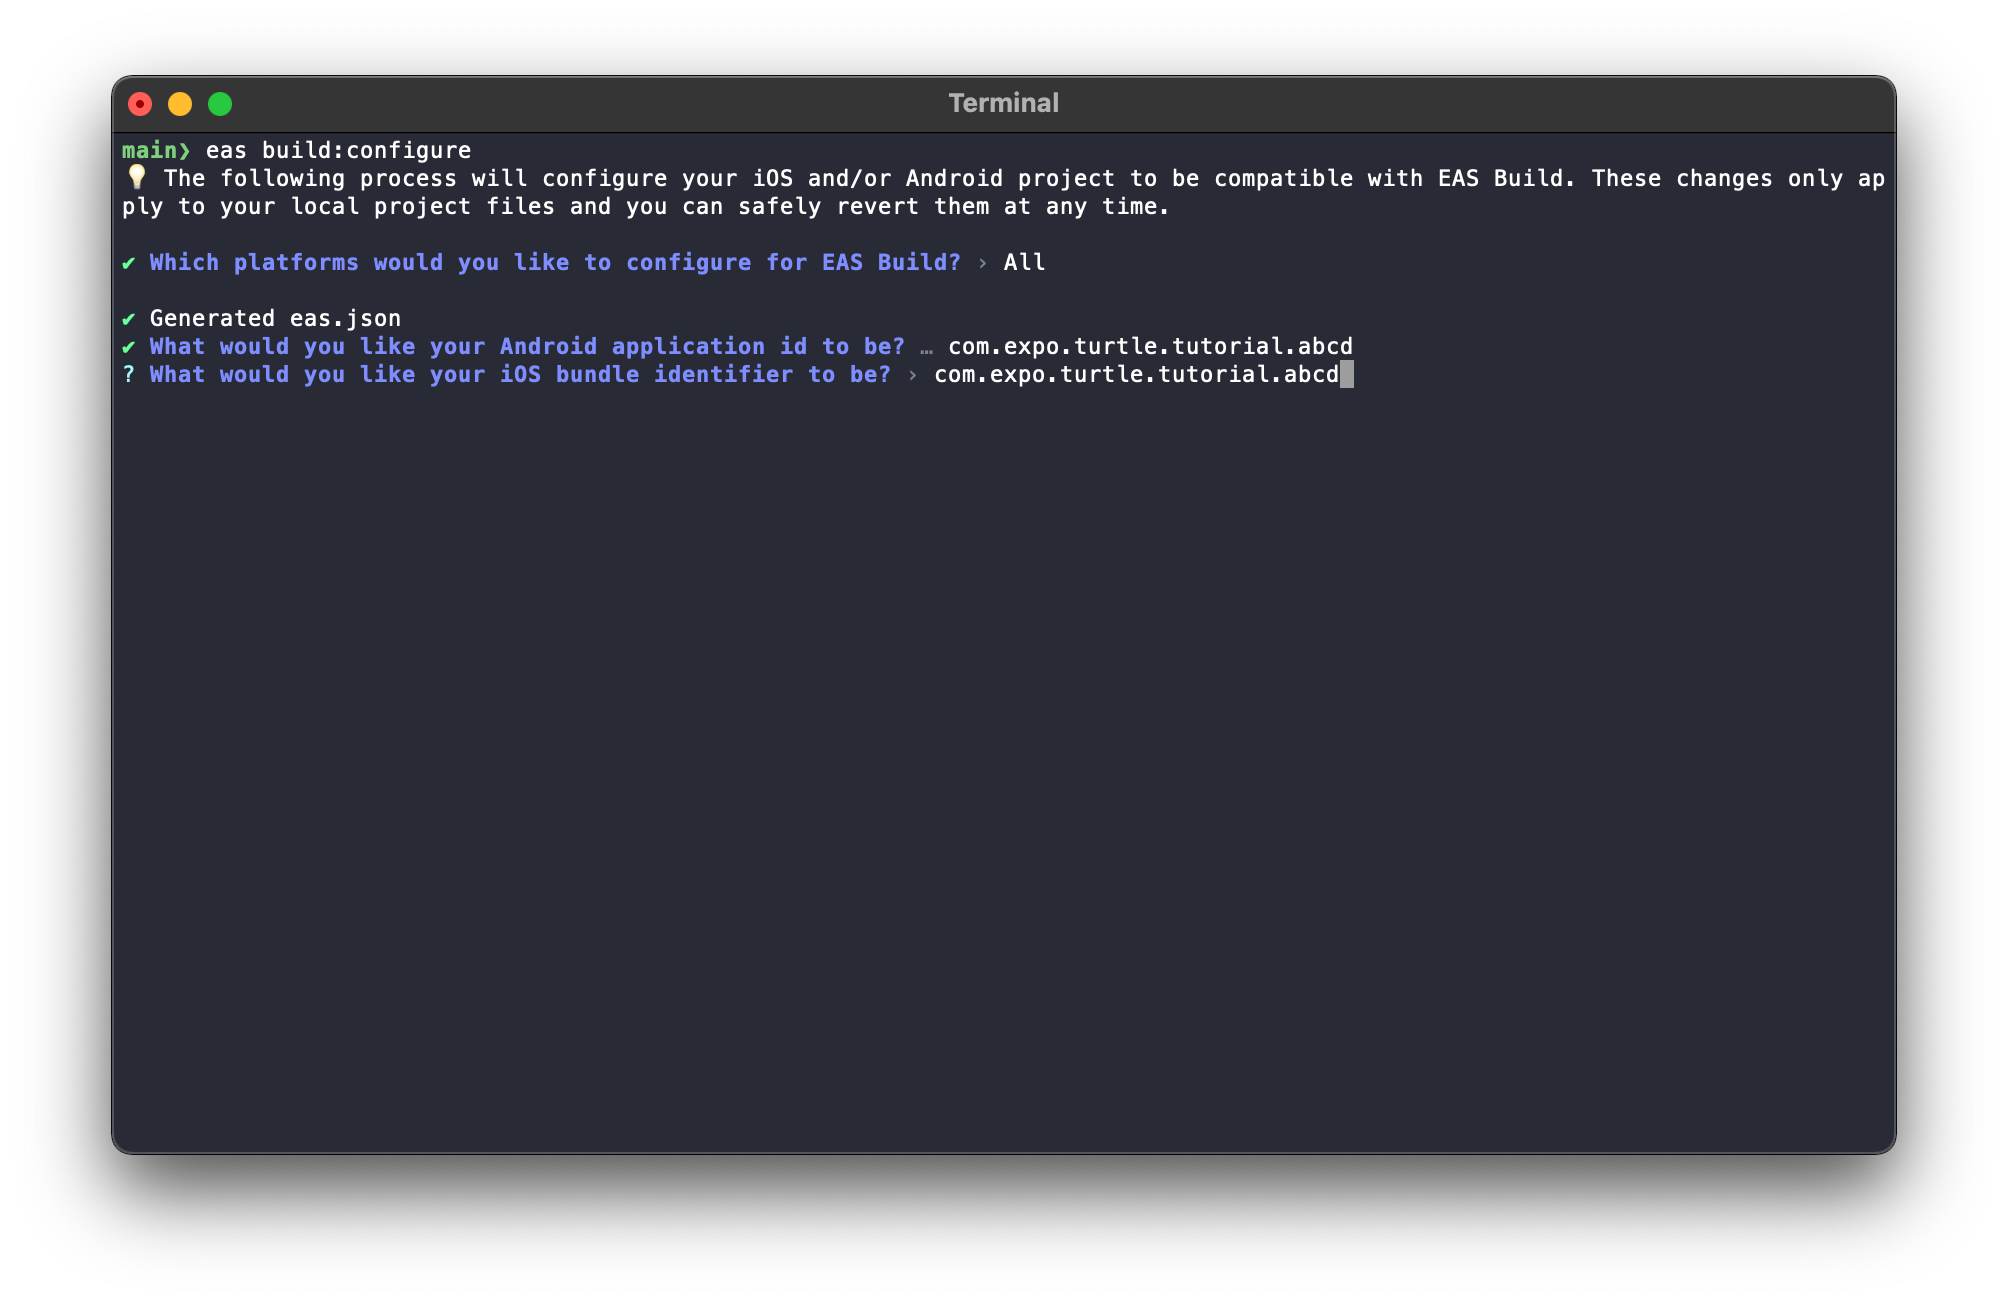 Terminal
main❯ eas build:configure
💡 The following process will configure your iOS and/or Android project to be compatible with EAS Build. These changes only ap
ply to your local project files and you can safely revert them at any time.
✔ Which platforms would you like to configure for EAS Build? › All
✔ Generated eas.json
✔ What would you like your Android application id to be? … com.expo.turtle.tutorial.abcd
? What would you like your iOS bundle identifier to be? › com.expo.turtle.tutorial.abcd